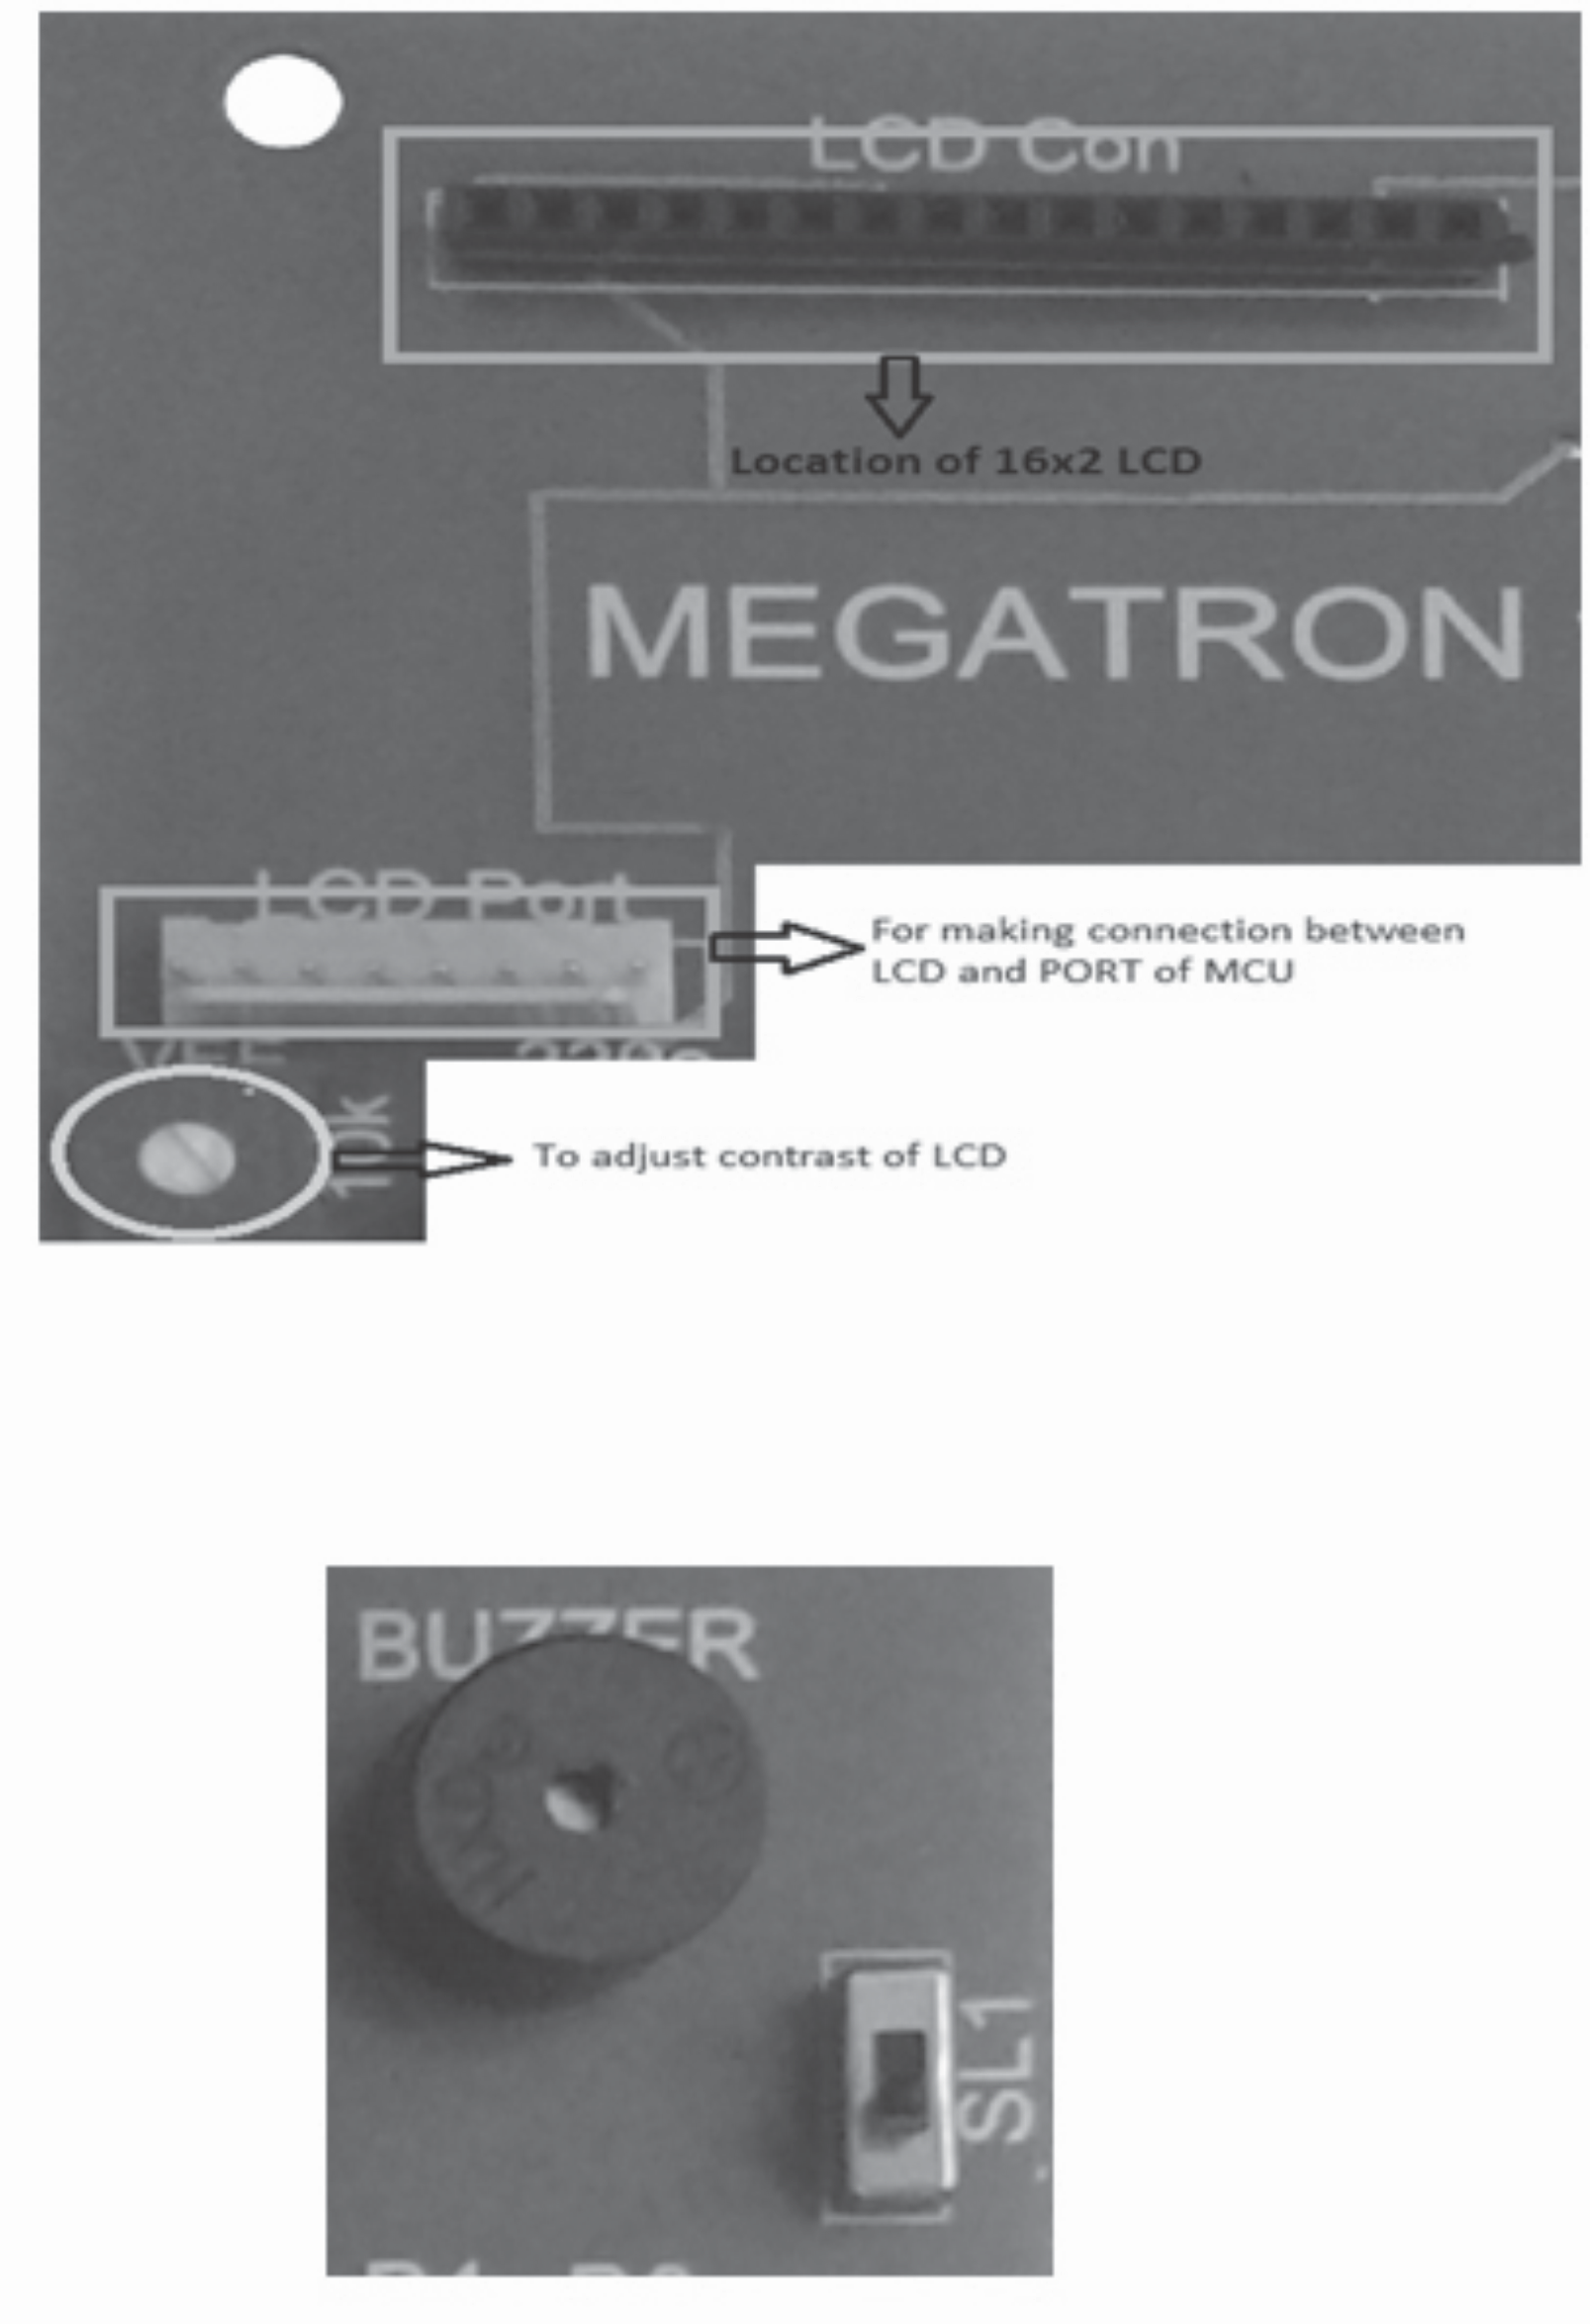 LCD Con
Location of 16x2 LCD
MEGATRON
LCD Port
For making connection between
LCD and PORT of MCU
10k
To adjust contrast of LCD
BUZZER
SL1